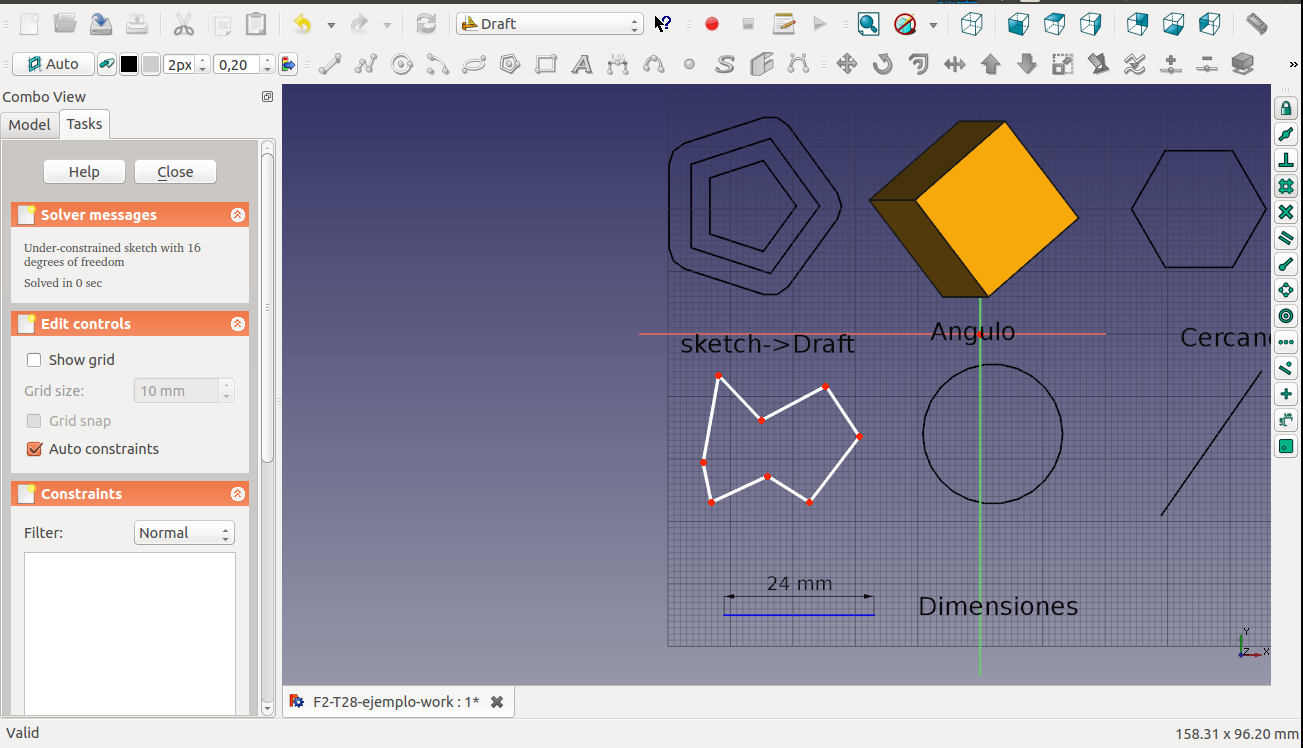 Draft
Auto
2px
0,20
»
Combo View
Model
Tasks
Help
Close
Solver messages
Under-constrained sketch with 16
degrees of freedom
Solved in 0 sec
Edit controls
Show grid
Grid size:
10 mm
Grid snap
Auto constraints
Constraints
Filter:
Normal
sketch->Draft
Angulo
Cercan
24 mm
Dimensiones
Y
Z
X
F2-T28-ejemplo-work : 1*
Valid
158.31 x 96.20 mm